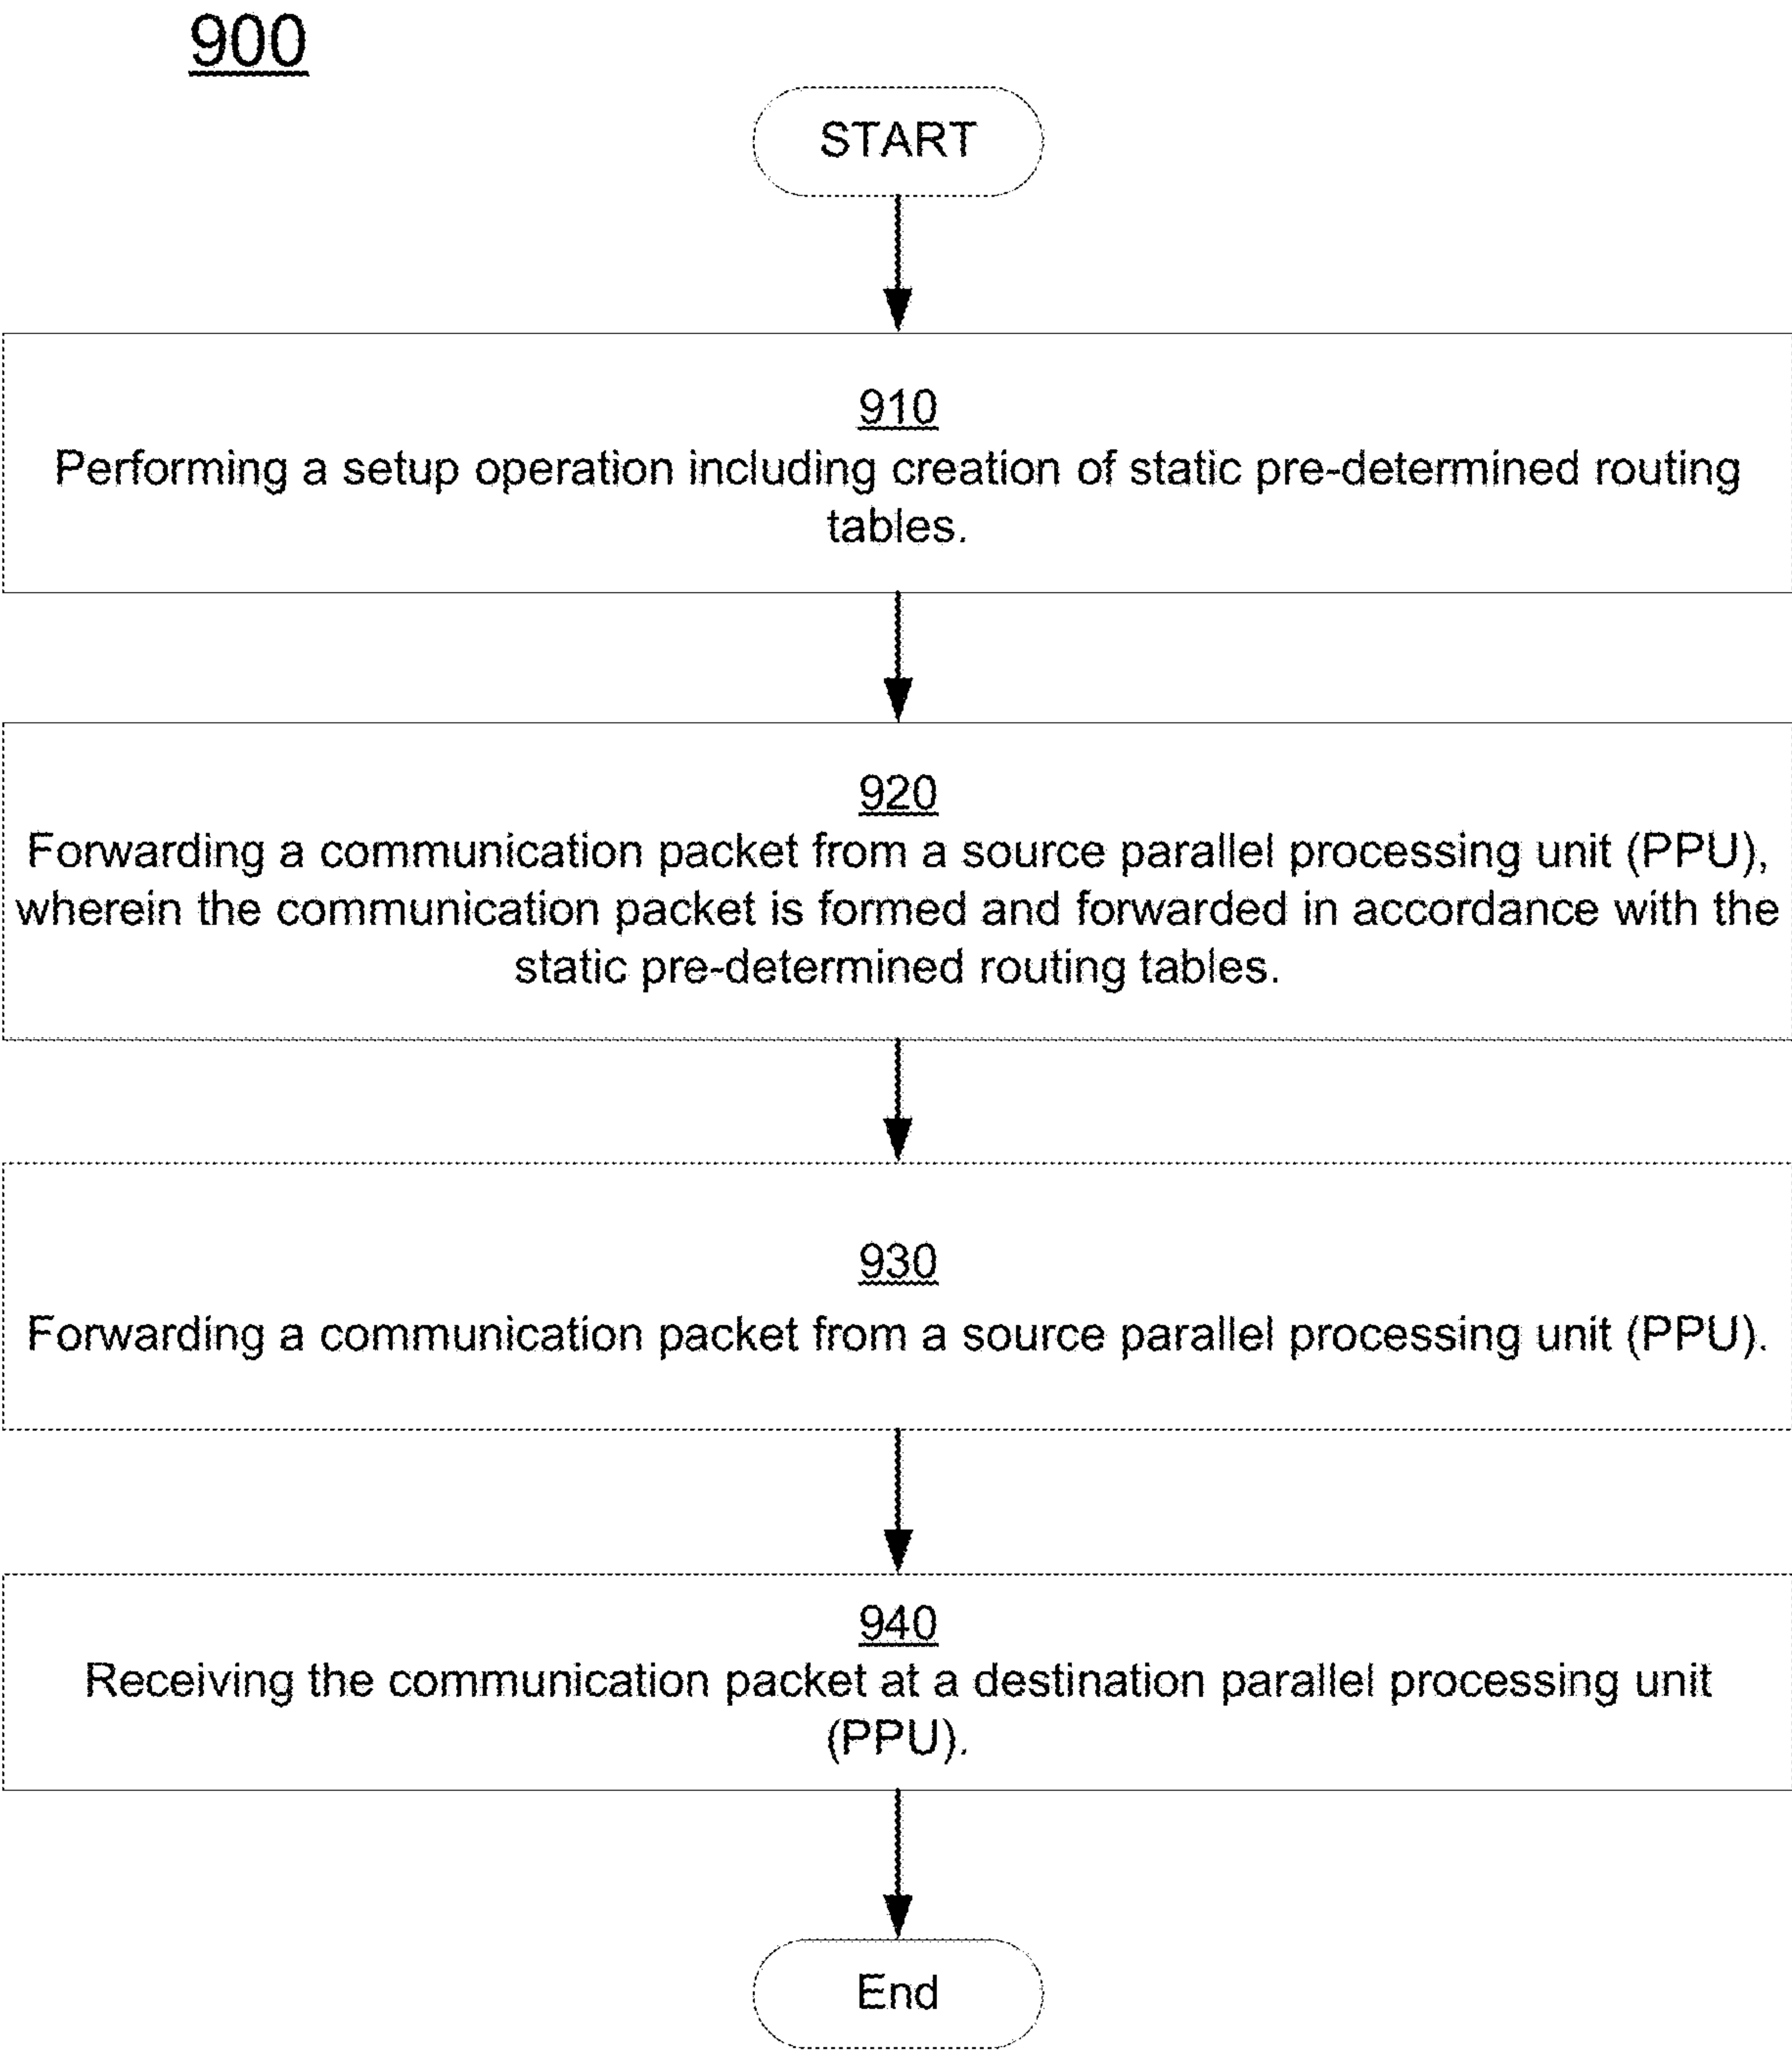 900
START
910
Performing a setup operation including creation of static pre-determined routing
tables.
920
Forwarding a communication packet from a source parallel processing unit (PPU),
wherein the communication packet is formed and forwarded in accordance with the
static pre-determined routing tables.
930
Forwarding a communication packet from a source parallel processing unit (PPU).
940
Receiving the communication packet at a destination parallel processing unit
(PPU).
End